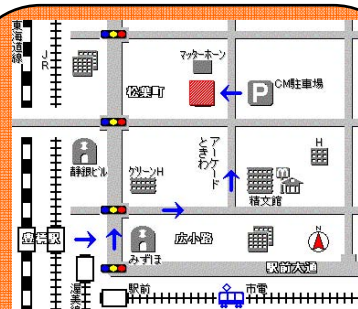 東海道線
JR
マッターホーン
松葉町
P CM駐車場
静銀ビル
グリーンH
アーケード
ときわ
H
精文館
豊橋駅
みずほ
広小路
N
駅前大通
渥美線
駅前
市電